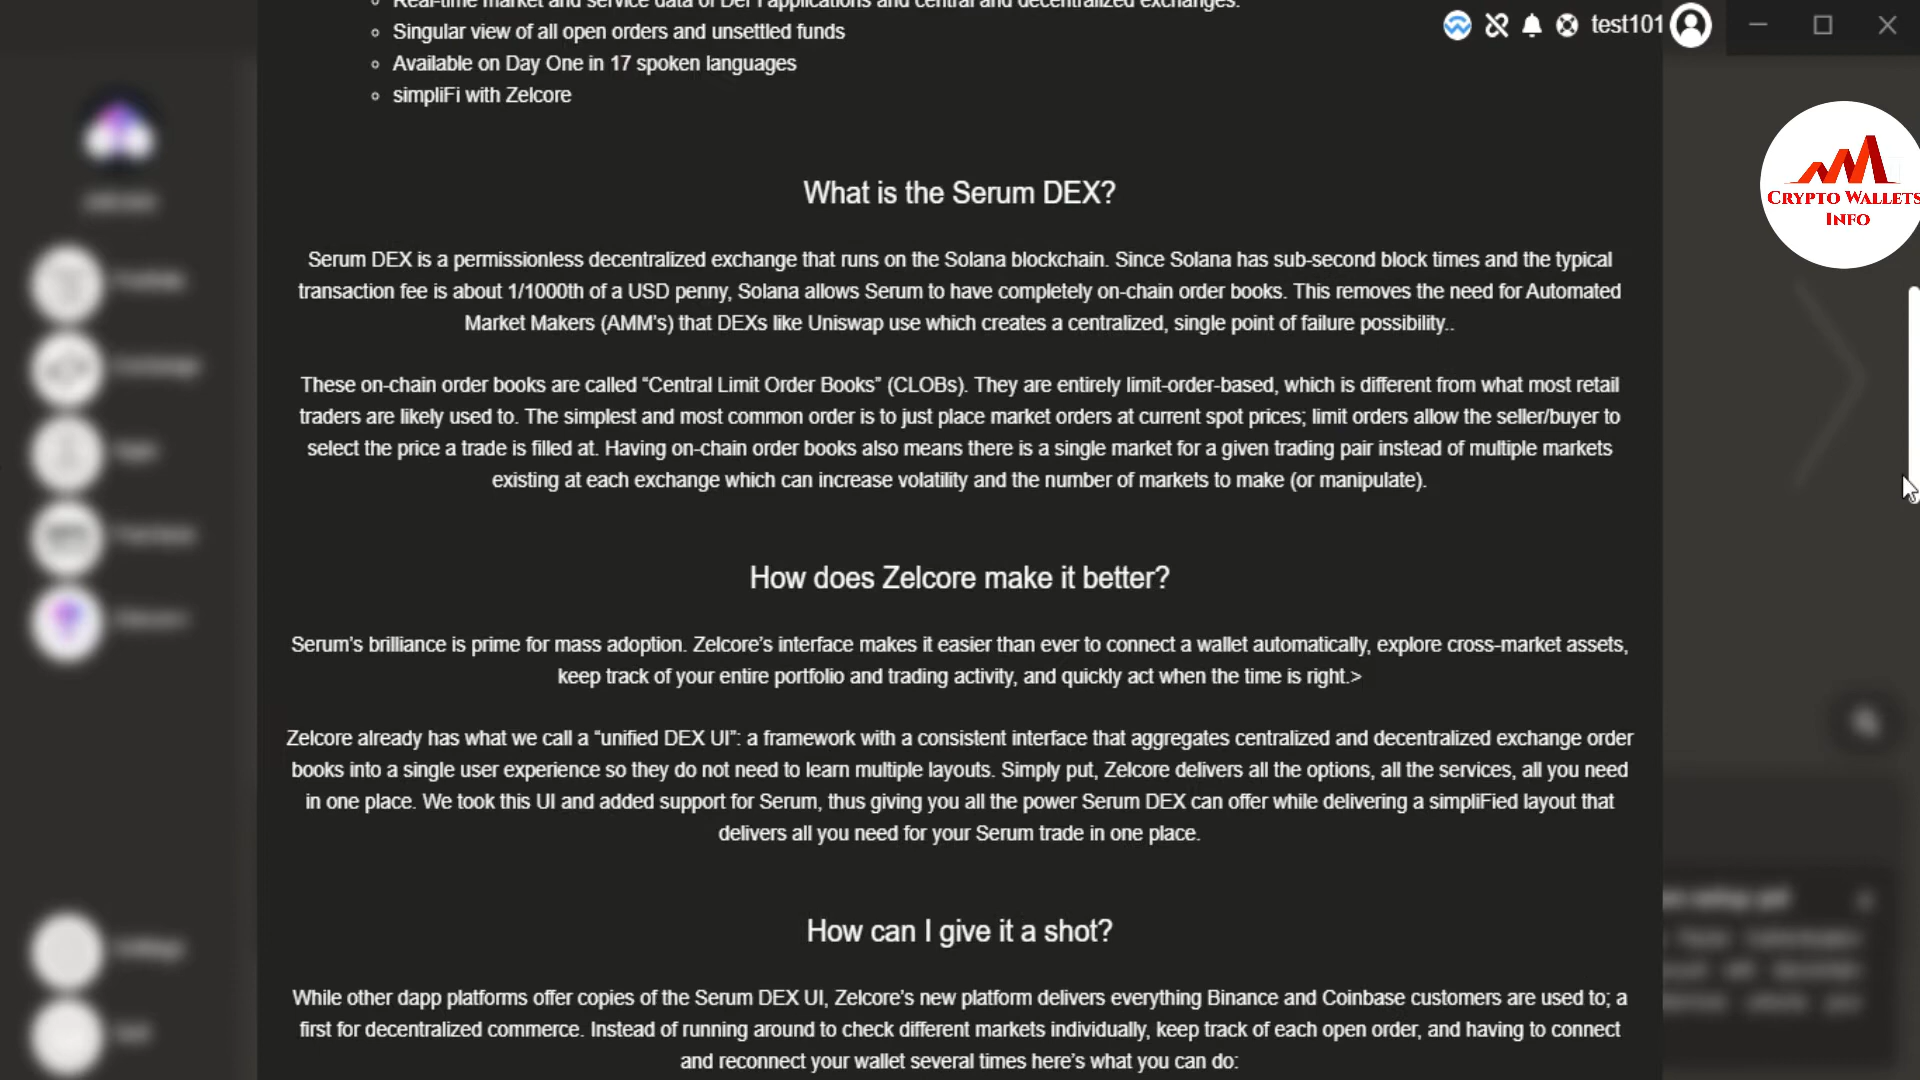 Real-time market and service data of DeFi applications and central and decentralized exchanges.
Singular view of all open orders and unsettled funds
test101
Available on Day One in 17 spoken languages
simpliFi with Zelcore
CRYPTO WALLETS
INFO
What is the Serum DEX?
Serum DEX is a permissionless decentralized exchange that runs on the Solana blockchain. Since Solana has sub-second block times and the typical
transaction fee is about 1/1000th of a USD penny, Solana allows Serum to have completely on-chain order books. This removes the need for Automated
Market Makers (AMM’s) that DEXs like Uniswap use which creates a centralized, single point of failure possibility..
These on-chain order books are called “Central Limit Order Books” (CLOBs). They are entirely limit-order-based, which is different from what most retail
traders are likely used to. The simplest and most common order is to just place market orders at current spot prices; limit orders allow the seller/buyer to
select the price a trade is filled at. Having on-chain order books also means there is a single market for a given trading pair instead of multiple markets
existing at each exchange which can increase volatility and the number of markets to make (or manipulate).
How does Zelcore make it better?
Serum’s brilliance is prime for mass adoption. Zelcore’s interface makes it easier than ever to connect a wallet automatically, explore cross-market assets,
keep track of your entire portfolio and trading activity, and quickly act when the time is right.>
Zelcore already has what we call a “unified DEX UI”: a framework with a consistent interface that aggregates centralized and decentralized exchange order
books into a single user experience so they do not need to learn multiple layouts. Simply put, Zelcore delivers all the options, all the services, all you need
in one place. We took this UI and added support for Serum, thus giving you all the power Serum DEX can offer while delivering a simpliFied layout that
delivers all you need for your Serum trade in one place.
How can I give it a shot?
While other dapp platforms offer copies of the Serum DEX UI, Zelcore’s new platform delivers everything Binance and Coinbase customers are used to; a
first for decentralized commerce. Instead of running around to check different markets individually, keep track of each open order, and having to connect
and reconnect your wallet several times here’s what you can do: